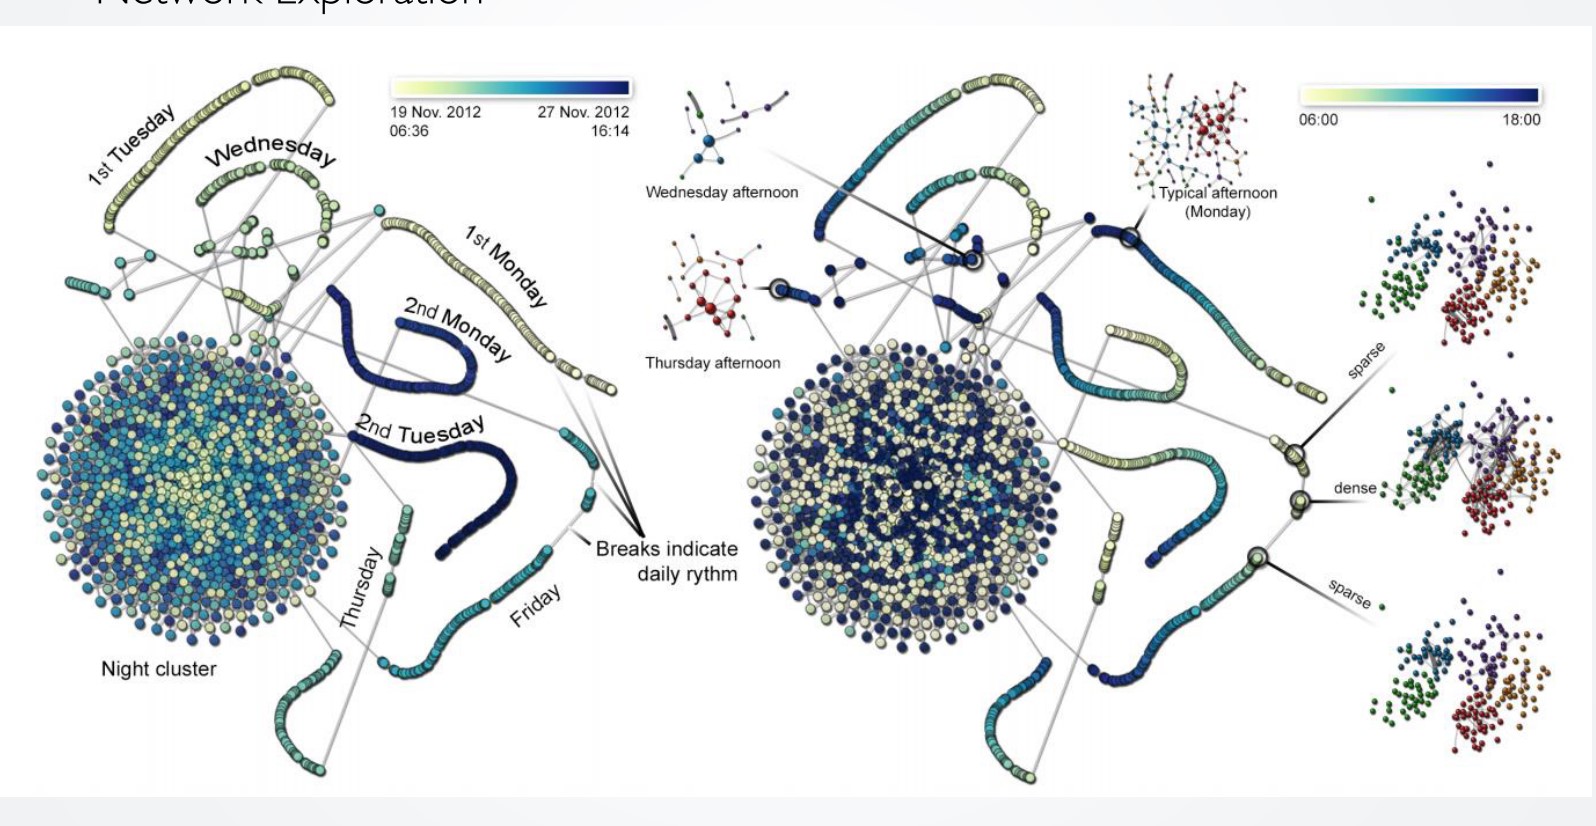 Network Exploration
1st Tuesday
Wednesday
19 Nov. 2012
06:36
27 Nov. 2012
16:14
1st Monday
2nd Monday
2nd Tuesday
Thursday
Friday
Breaks indicate
daily rythm
Night cluster
Wednesday afternoon
Thursday afternoon
Typical afternoon
(Monday)
06:00
18:00
sparse
dense
sparse